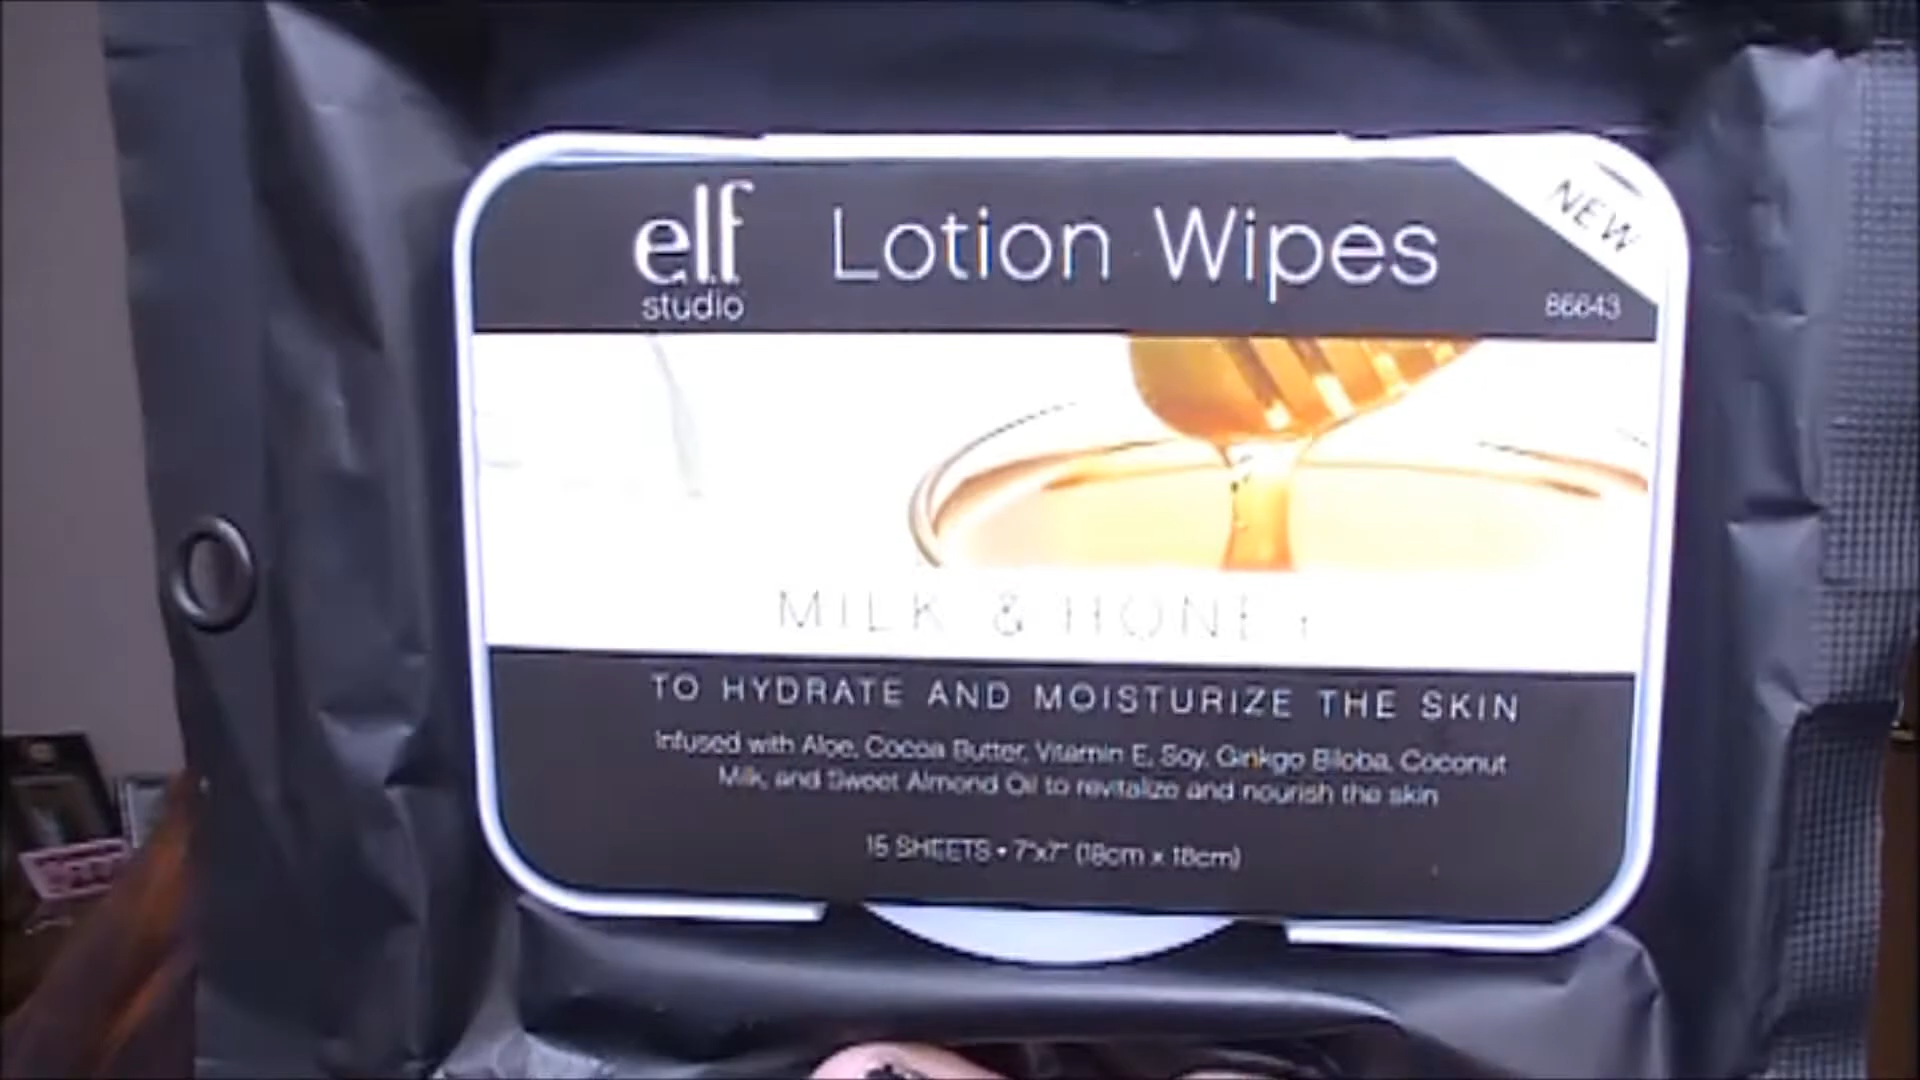 e.l.f. Lotion Wipes
studio
NEW
86643
MILK & HONEY
TO HYDRATE AND MOISTURIZE THE SKIN
Infused with Aloe, Cocoa Butter, Vitamin E, Soy, Ginkgo Biloba, Coconut
Milk, and Sweet Almond Oil to revitalize and nourish the skin
15 SHEETS • 7"x7" (18cm x 18cm)